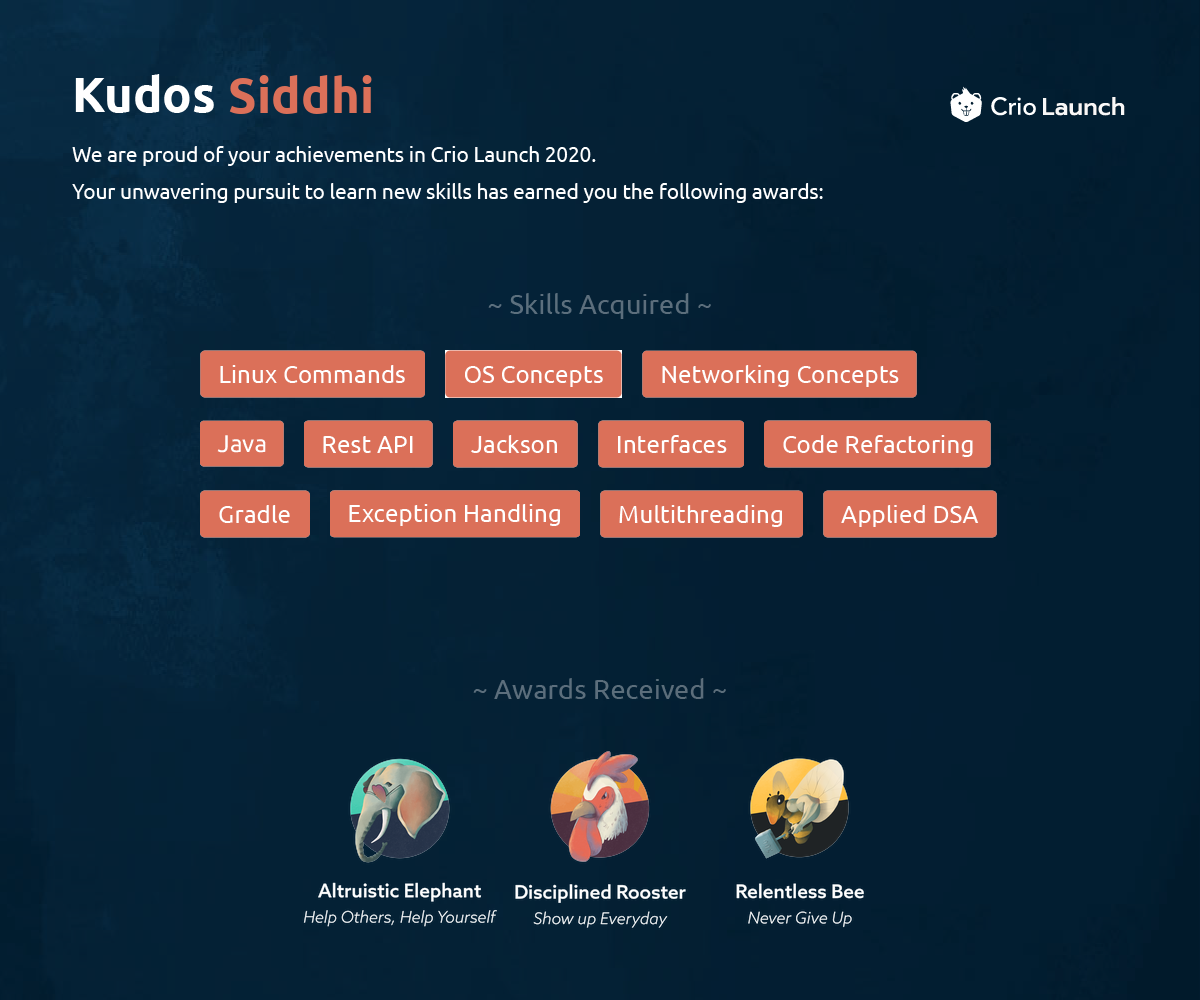 Kudos Siddhi
Crio Launch
We are proud of your achievements in Crio Launch 2020.
Your unwavering pursuit to learn new skills has earned you the following awards:
~ Skills Acquired ~
Linux Commands OS Concepts Networking Concepts
Java Rest API Jackson Interfaces Code Refactoring
Gradle Exception Handling Multithreading Applied DSA
~ Awards Received ~
Altruistic Elephant Disciplined Rooster Relentless Bee
Help Others, Help Yourself Show up Everyday Never Give Up